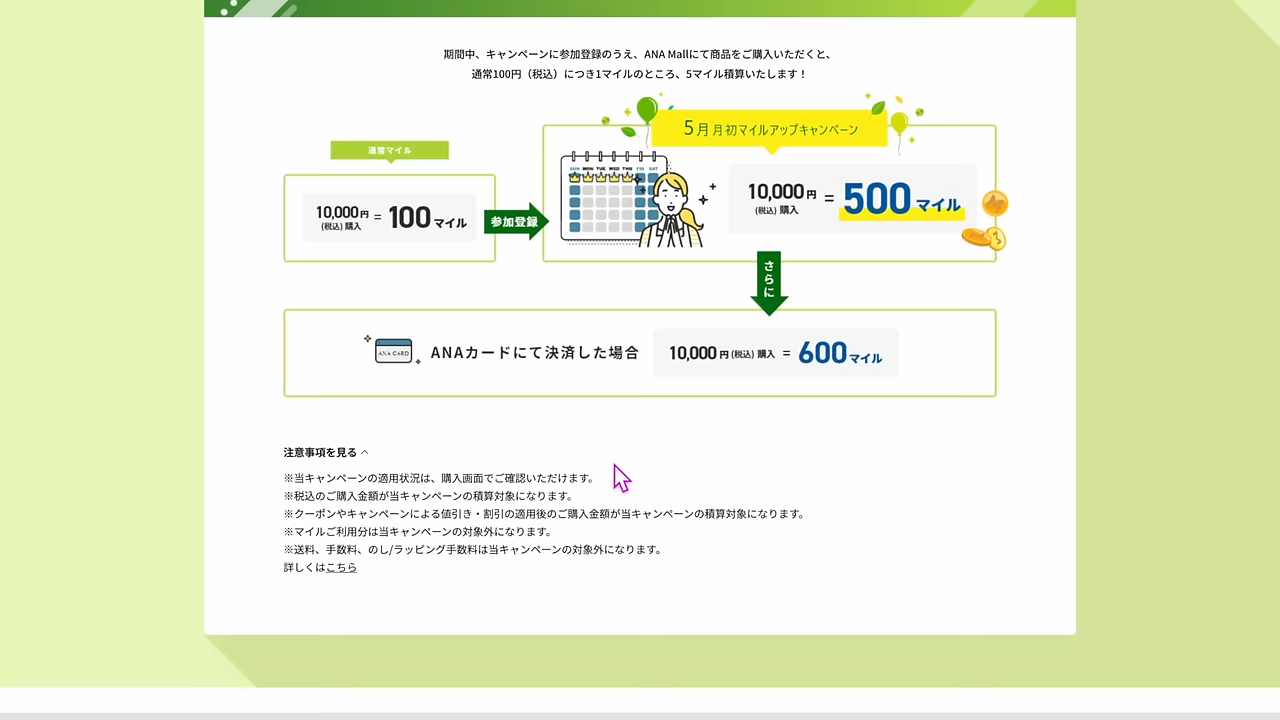 期間中、キャンペーンに参加登録のうえ、ANA Mallにて商品をご購入いただくと、
通常100円（税込）につき1マイルのところ、5マイル積算いたします！
5月 月初マイルアップキャンペーン
通常マイル
10,000円
(税込) 購入
= 100マイル
参加登録
SUN MON TUE WED THU FRI SAT
10,000円
(税込) 購入
= 500マイル
さらに
ANA CARD
ANAカードにて決済した場合
10,000円(税込) 購入 = 600マイル
注意事項を見る
※当キャンペーンの適用状況は、購入画面でご確認いただけます。
※税込のご購入金額が当キャンペーンの積算対象になります。
※クーポンやキャンペーンによる値引き・割引の適用後のご購入金額が当キャンペーンの積算対象になります。
※マイルご利用分は当キャンペーンの対象外になります。
※送料、手数料、のし/ラッピング手数料は当キャンペーンの対象外になります。
詳しくはこちら